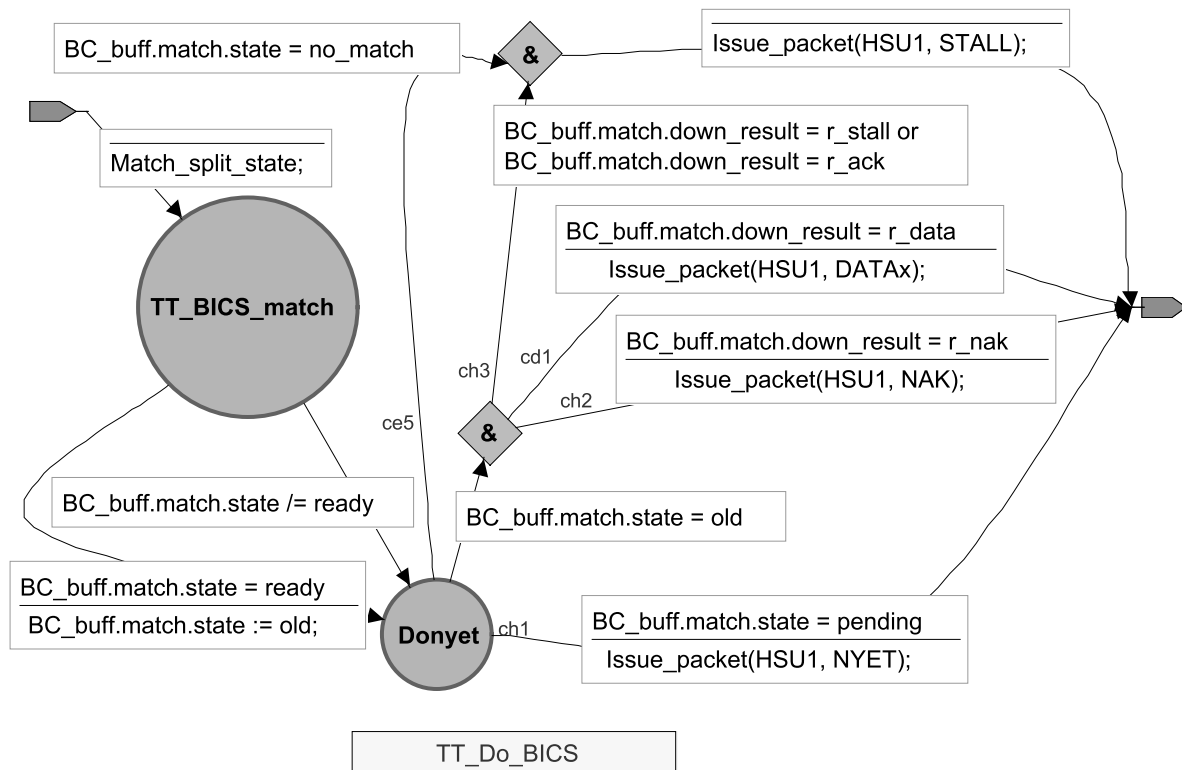 BC_buff.match.state = no_match
&
Issue_packet(HSU1, STALL);
BC_buff.match.down_result = r_stall or
BC_buff.match.down_result = r_ack
Match_split_state;
BC_buff.match.down_result = r_data
Issue_packet(HSU1, DATAx);
TT_BICS_match
BC_buff.match.down_result = r_nak
Issue_packet(HSU1, NAK);
cd1
ch3
ch2
ce5
&
BC_buff.match.state /= ready
BC_buff.match.state = old
BC_buff.match.state = ready
BC_buff.match.state := old;
Donyet
ch1
BC_buff.match.state = pending
Issue_packet(HSU1, NYET);
TT_Do_BICS